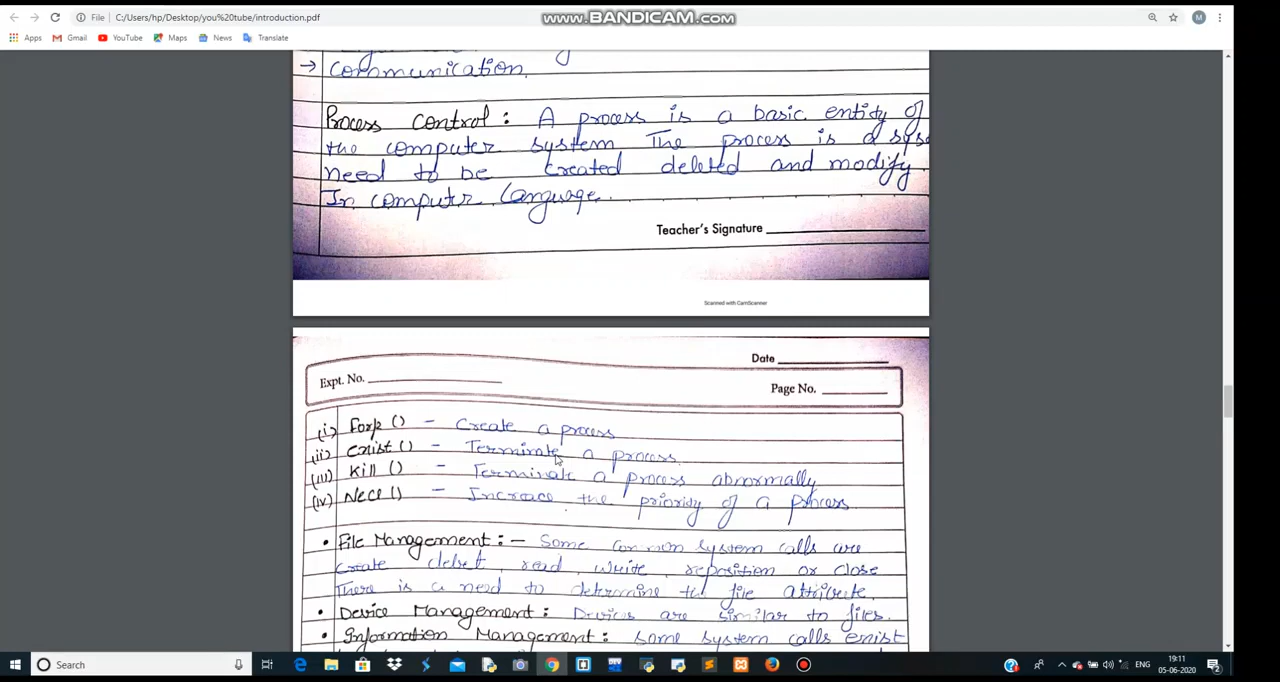 File C:/Users/hp/Desktop/you%20tube/introduction.pdf
www.BANDICAM.com
M
Apps Gmail YouTube Maps News Translate
→ Communication.
Process Control : A process is a basic entity of
the computer system The process is a sys
need to be created deleted and modify.
In computer language.
Teacher's Signature
Scanned with CamScanner
Date
Expt. No.
Page No.
(i) Fork () - Create a process
(ii) Exist () - Terminate a process.
(iii) Kill () - Terminate a process abnormally
(iv) Nece () - Increace the priority of a process
• File Management : - Some common system calls are
create delet, read, write, reposition or close
There is a need to determine the file attribute.
• Device Management : Devices are similar to files.
• Information Management : Some system calls exist
Search
ENG
19:11
05-06-2020
2